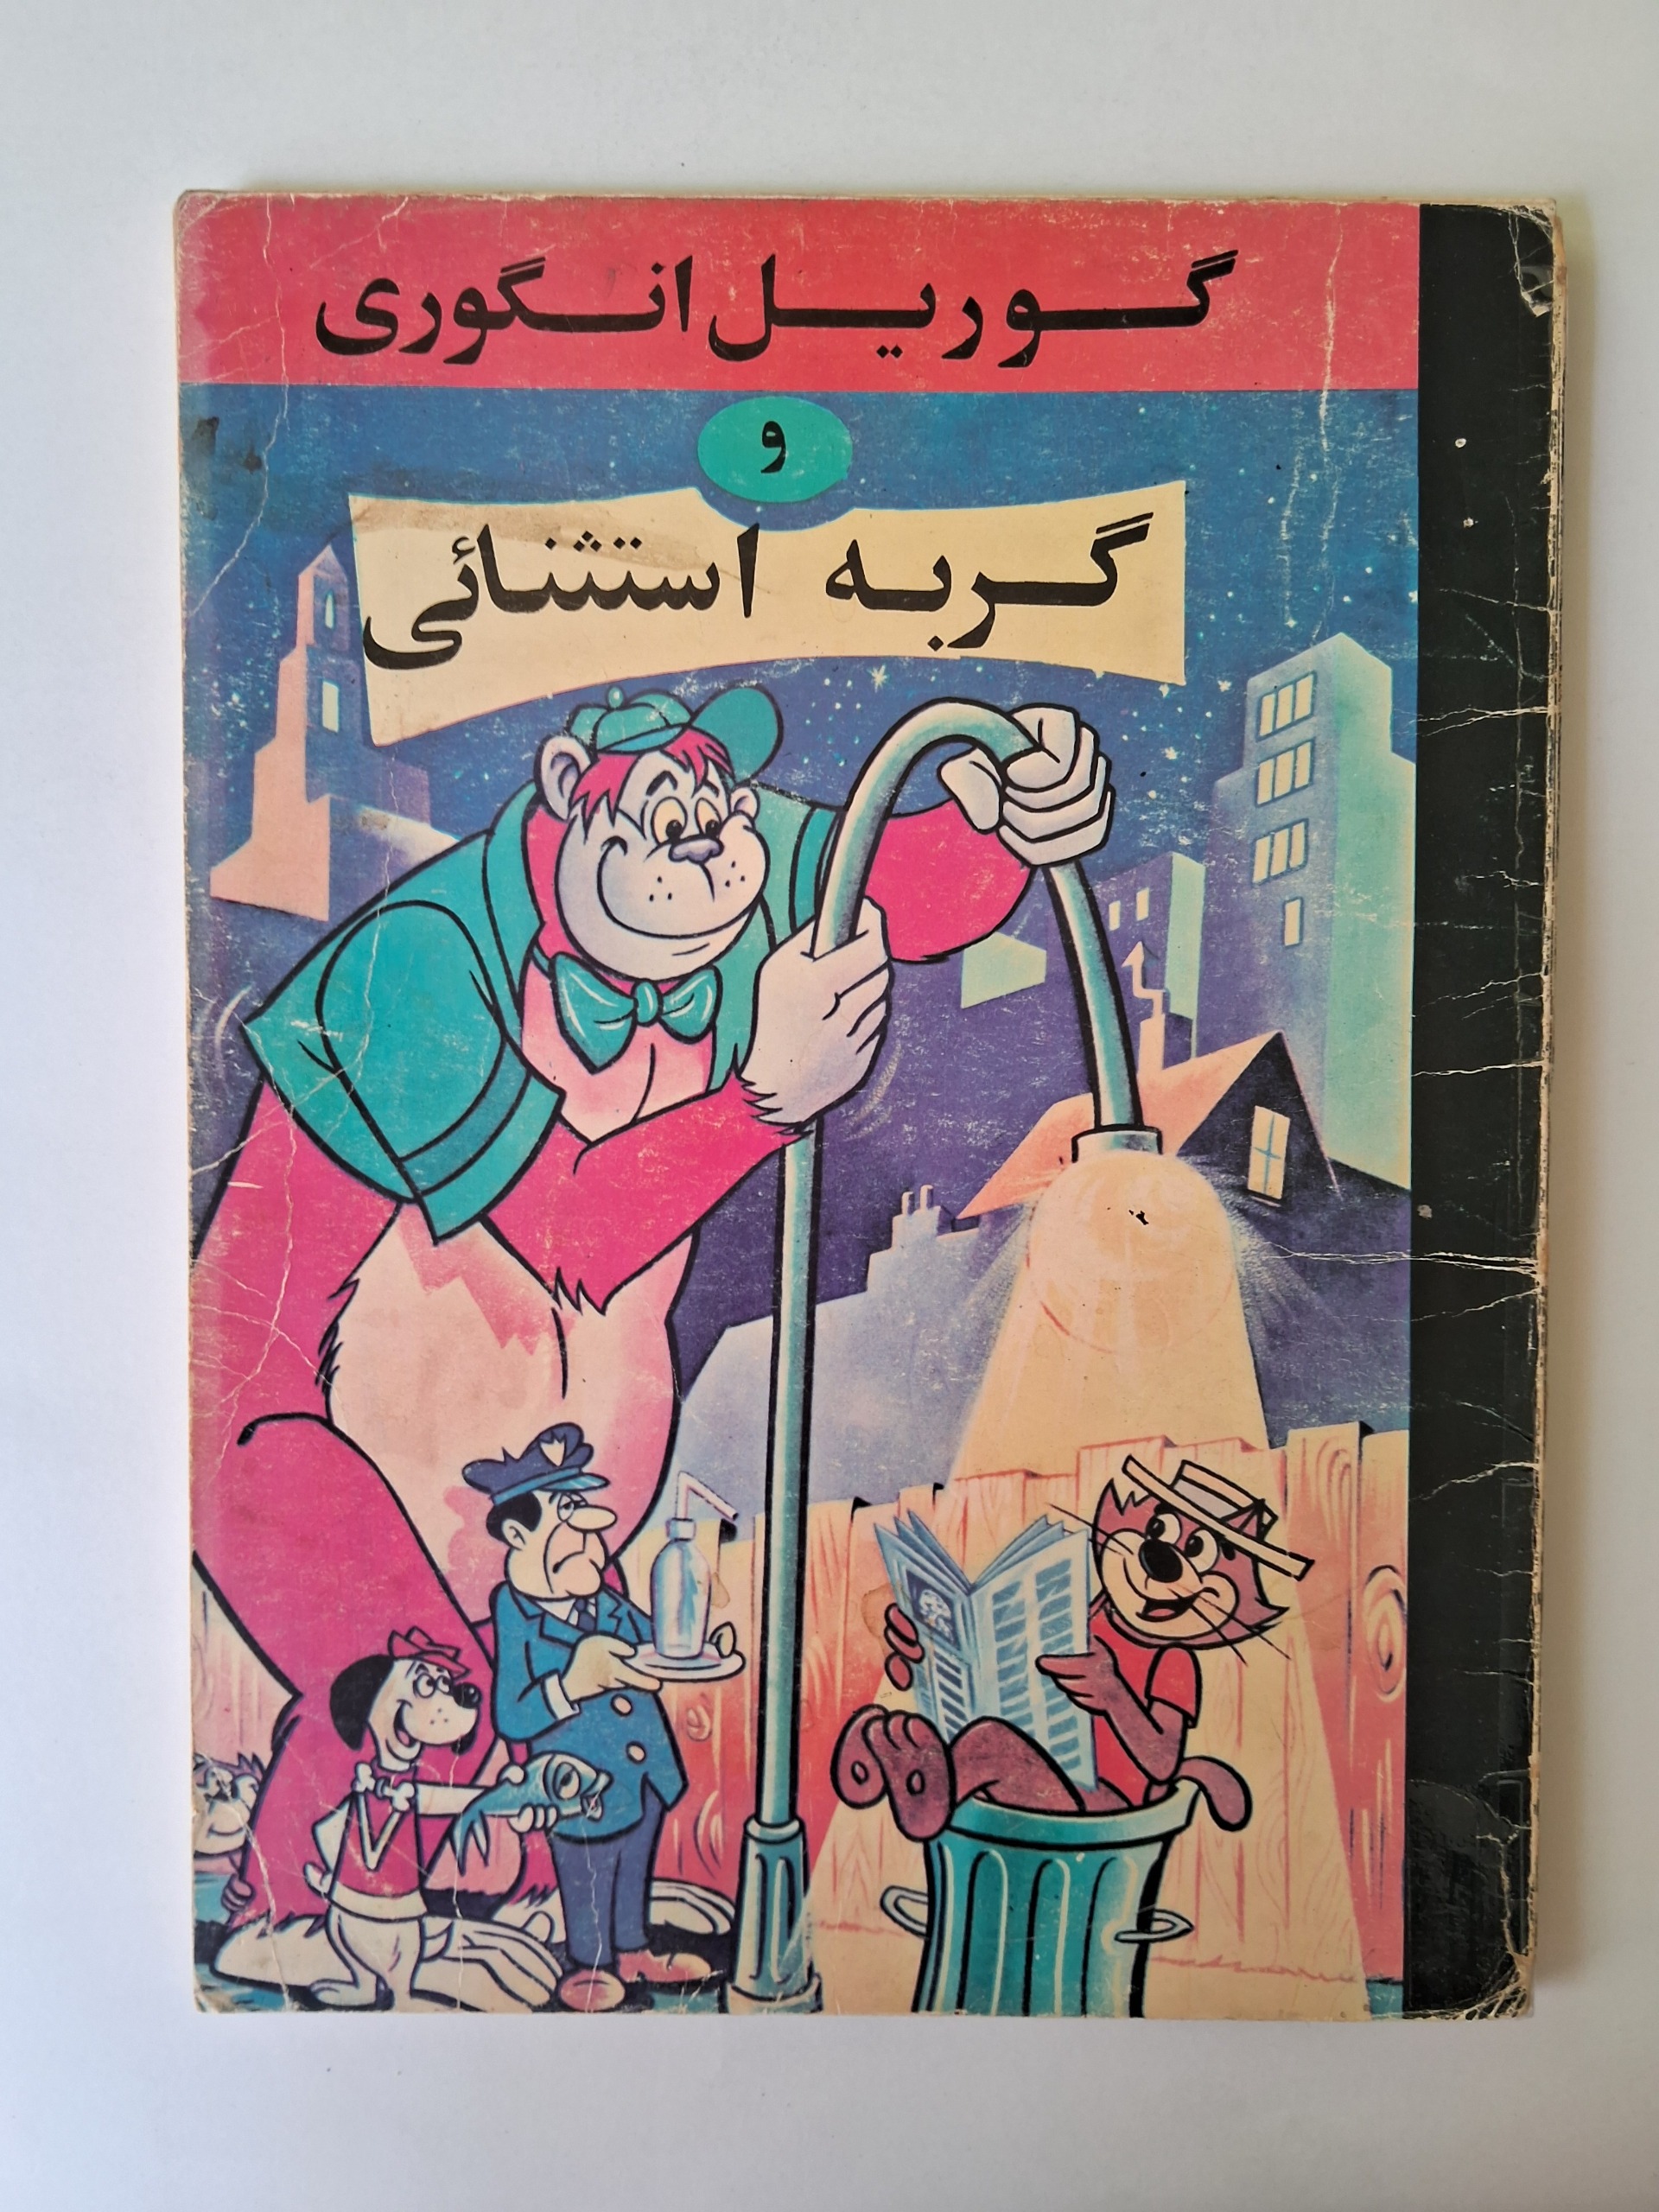 گوریل انگوری
و
گربه استثنائی